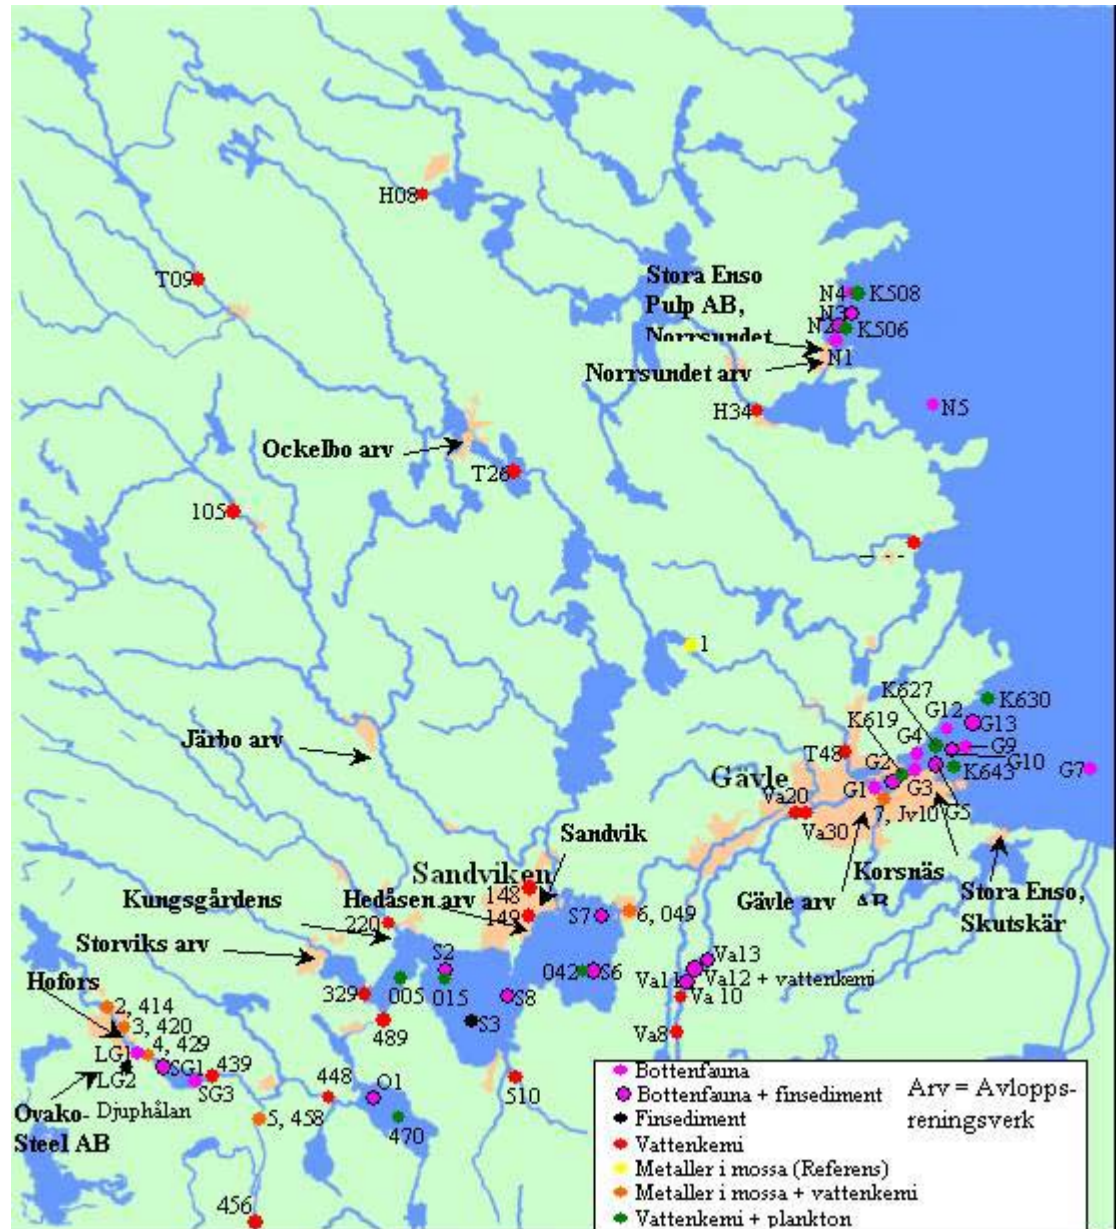 H08
T09
Stora Enso
Pulp AB,
Norrsundet
N4
K508
N3
N2
K506
N1
Norrsundet arv
N5
H34
Ockelbo arv
T26
105
1
K627
K630
K619
G12
G13
G4
G9
Järbo arv
T48
G2
G10
Gävle
K643
G7
G1
G3
Va20
7, Jv10
G5
Va30
Sandvik
Korsnäs
AB
Sandviken
Stora Enso,
Skutskär
Kungsgårdens
Hedåsen arv
148
Gävle arv
149
S7
6, 049
220
Storviks arv
S2
Va13
042
S6
Va11
Va12 + vattenkemi
Hofors
005
015
329
S8
Va 10
2, 414
S3
3, 420
489
Va8
4, 429
LG1
439
SG1
LG2
SG3
448
O1
510
Ovako-
Steel AB
Djuphålan
5, 458
470
456
Bottenfauna
Bottenfauna + finsediment
Finsediment
Vattenkemi
Metaller i mossa (Referens)
Metaller i mossa + vattenkemi
Vattenkemi + plankton
Arv = Avlopps-
reningsverk